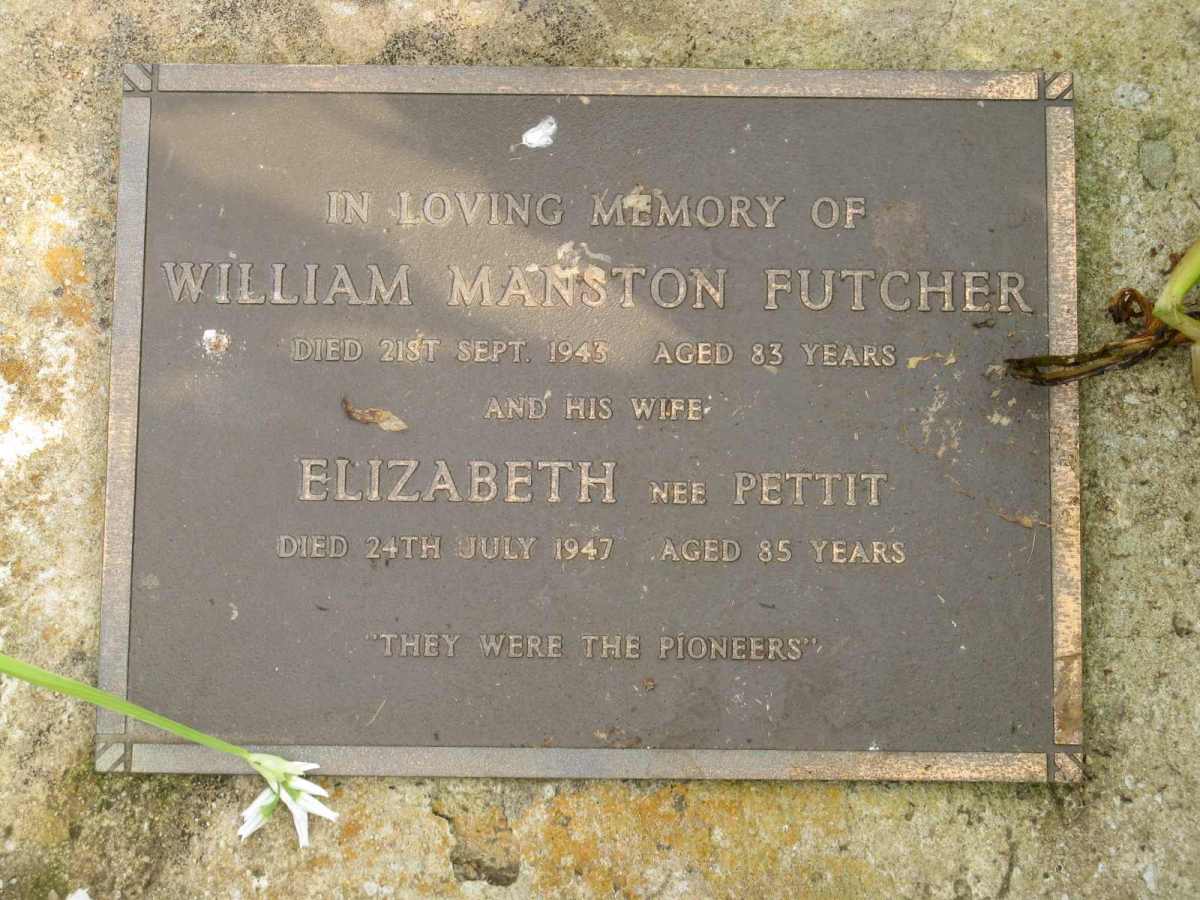 IN LOVING MEMORY OF
WILLIAM MANSTON FUTCHER
DIED 21ST SEPT. 1943 AGED 83 YEARS
AND HIS WIFE
ELIZABETH NEE PETTIT
DIED 24TH JULY 1947 AGED 85 YEARS
"THEY WERE THE PIONEERS"